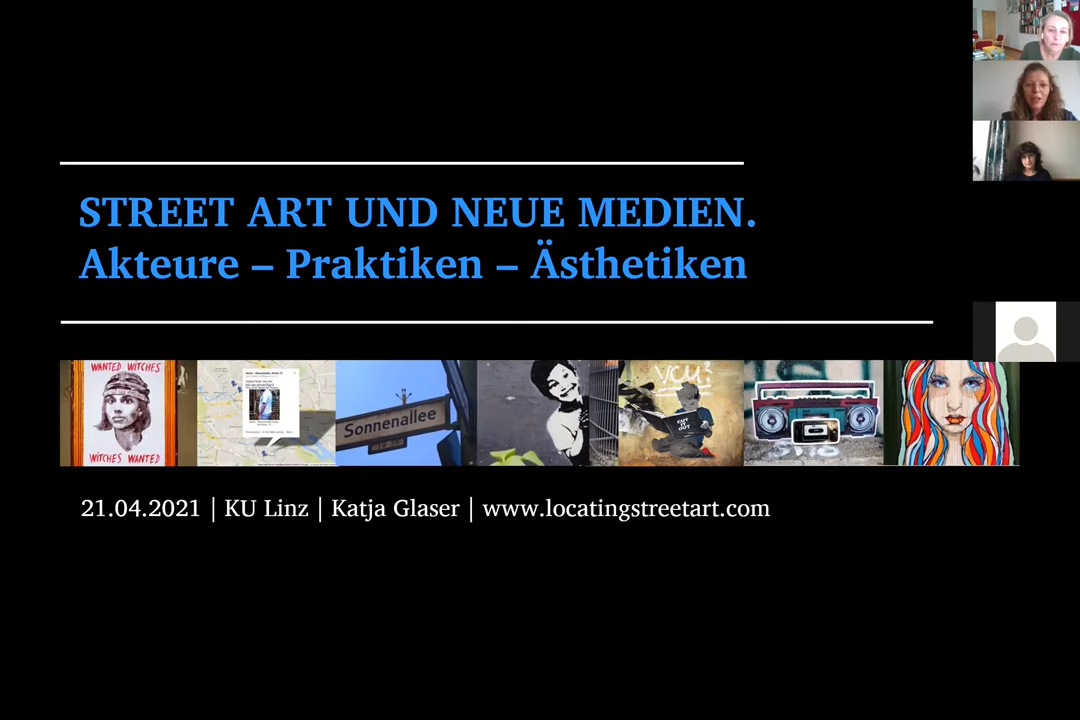 STREET ART UND NEUE MEDIEN.
Akteure – Praktiken – Ästhetiken
WANTED WITCHES
WITCHES WANTED
Sonnenallee
21.04.2021 | KU Linz | Katja Glaser | www.locatingstreetart.com